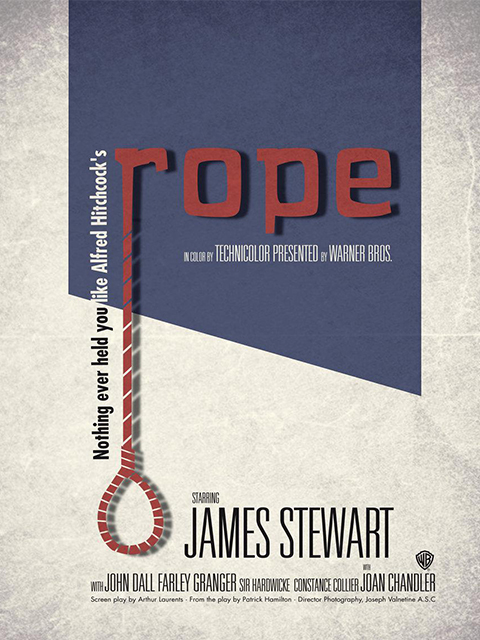 Nothing ever held you like Alfred Hitchcock's
rope
IN COLOR BY TECHNICOLOR PRESENTED BY WARNER BROS.
STARRING
JAMES STEWART
WB
WITH JOHN DALL FARLEY GRANGER SIR HARDWICKE CONSTANCE COLLIER WITH JOAN CHANDLER
Screen play by Arthur Laurents - From the play by Patrick Hamilton - Director Photography, Joseph Valnetine A.S.C